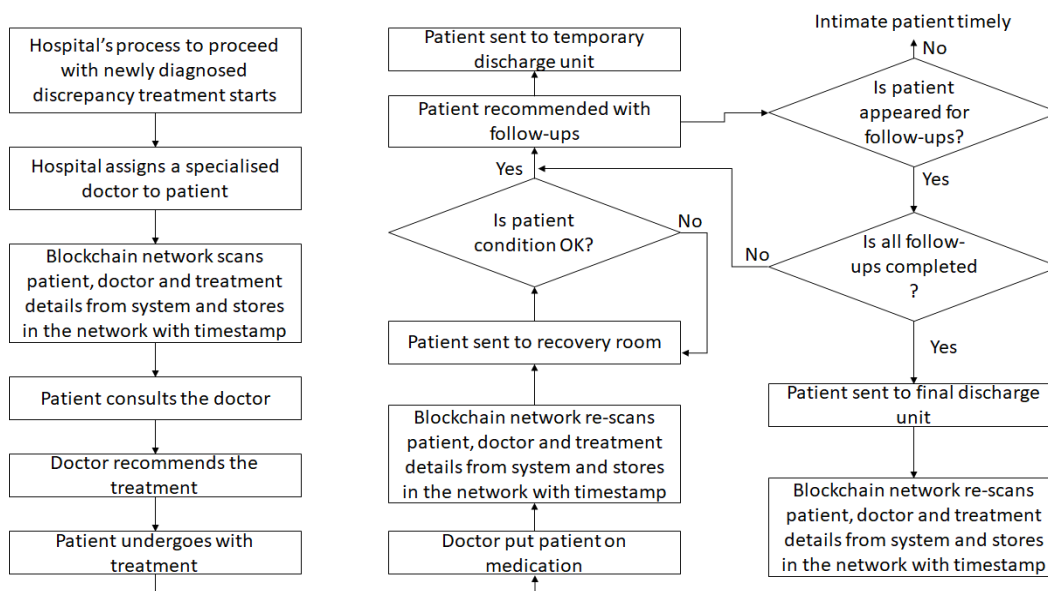 Hospital's process to proceed
with newly diagnosed
discrepancy treatment starts
Hospital assigns a specialised
doctor to patient
Blockchain network scans
patient, doctor and treatment
details from system and stores
in the network with timestamp
Patient consults the doctor
Doctor recommends the
treatment
Patient undergoes with
treatment
Patient sent to temporary
discharge unit
Patient recommended with
follow-ups
Yes
Is patient
condition OK?
No
Patient sent to recovery room
Blockchain network re-scans
patient, doctor and treatment
details from system and stores
in the network with timestamp
Doctor put patient on
medication
Intimate patient timely
No
Is patient
appeared for
follow-ups?
Yes
Is all follow-
ups completed
?
No
Yes
Patient sent to final discharge
unit
Blockchain network re-scans
patient, doctor and treatment
details from system and stores
in the network with timestamp